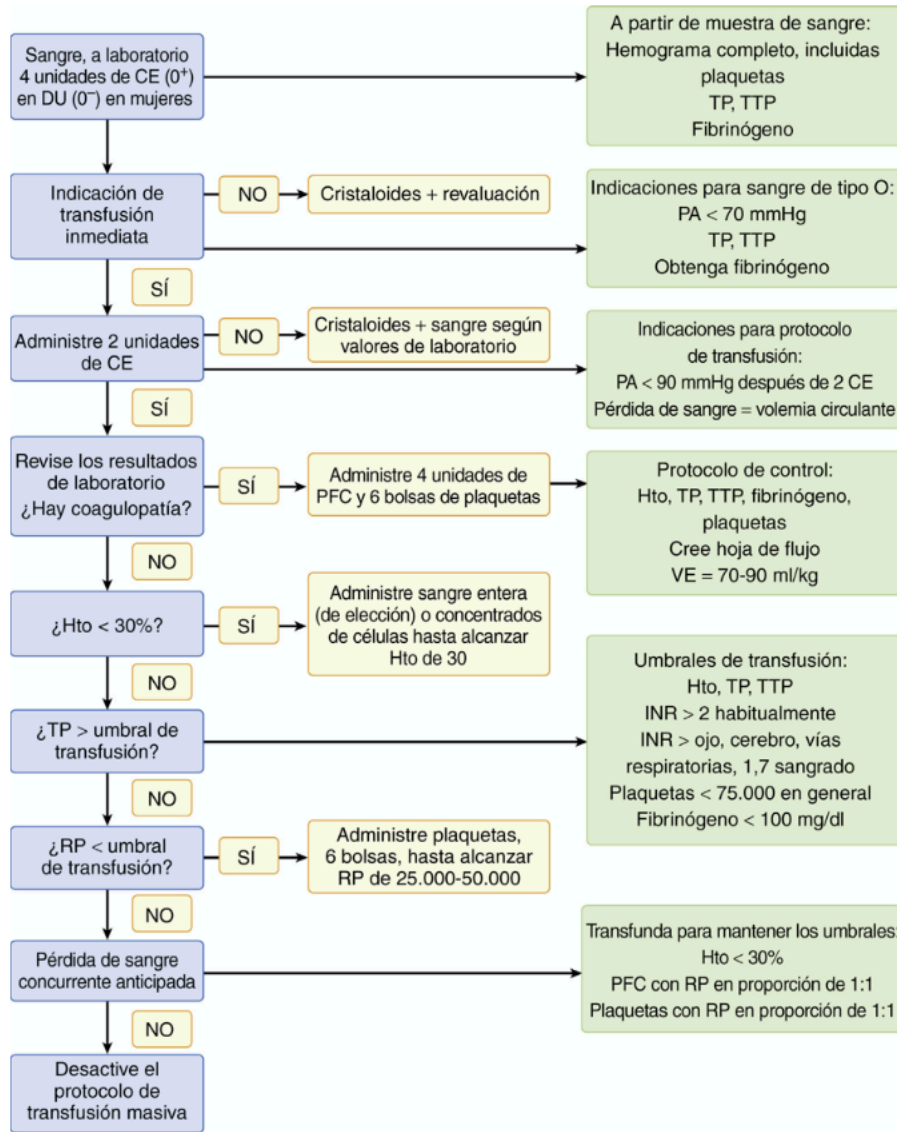 Sangre, a laboratorio
4 unidades de CE (0⁺)
en DU (0⁻) en mujeres
A partir de muestra de sangre:
Hemograma completo, incluidas
plaquetas
TP, TTP
Fibrinógeno
Indicación de
transfusión
inmediata
NO
Cristaloides + revaluación
Indicaciones para sangre de tipo O:
PA < 70 mmHg
TP, TTP
Obtenga fibrinógeno
SÍ
Administre 2 unidades
de CE
NO
Cristaloides + sangre según
valores de laboratorio
Indicaciones para protocolo
de transfusión:
PA < 90 mmHg después de 2 CE
Pérdida de sangre = volemia circulante
SÍ
Revise los resultados
de laboratorio
¿Hay coagulopatía?
SÍ
Administre 4 unidades de
PFC y 6 bolsas de plaquetas
Protocolo de control:
Hto, TP, TTP, fibrinógeno,
plaquetas
Cree hoja de flujo
VE = 70-90 ml/kg
NO
¿Hto < 30%?
SÍ
Administre sangre entera
(de elección) o concentrados
de células hasta alcanzar
Hto de 30
NO
¿TP > umbral de
transfusión?
Umbrales de transfusión:
Hto, TP, TTP
INR > 2 habitualmente
INR > ojo, cerebro, vías
respiratorias, 1,7 sangrado
Plaquetas < 75.000 en general
Fibrinógeno < 100 mg/dl
NO
¿RP < umbral
de transfusión?
SÍ
Administre plaquetas,
6 bolsas, hasta alcanzar
RP de 25.000-50.000
NO
Pérdida de sangre
concurrente anticipada
Transfunda para mantener los umbrales:
Hto < 30%
PFC con RP en proporción de 1:1
Plaquetas con RP en proporción de 1:1
NO
Desactive el
protocolo de
transfusión masiva